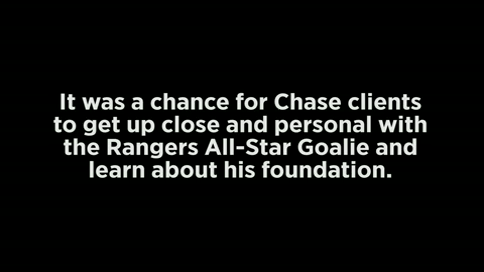 It was a chance for Chase clients
to get up close and personal with
the Rangers All-Star Goalie and
learn about his foundation.